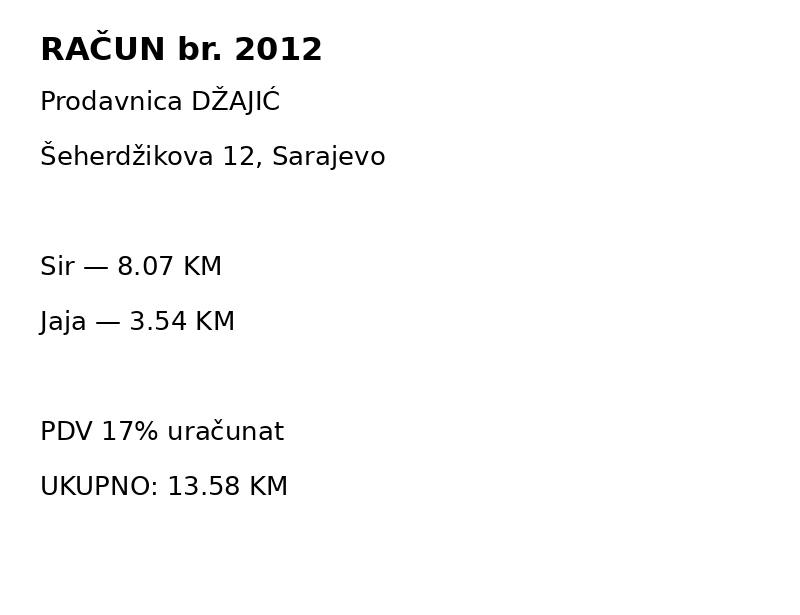 RAČUN br. 2012
Prodavnica DŽAJIĆ
Šeherdžikova 12, Sarajevo
Sir — 8.07 KM
Jaja — 3.54 KM
PDV 17% uračunat
UKUPNO: 13.58 KM